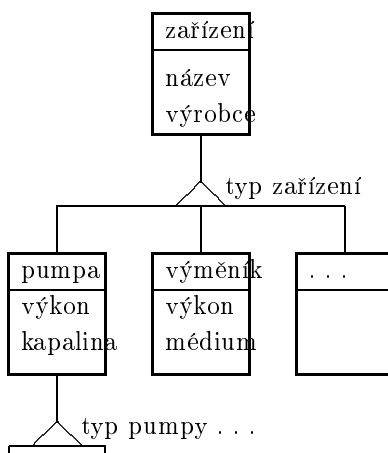 zařízení
název
výrobce
typ zařízení
pumpa
výkon
kapalina
výměník
výkon
médium
. . .
typ pumpy . . .